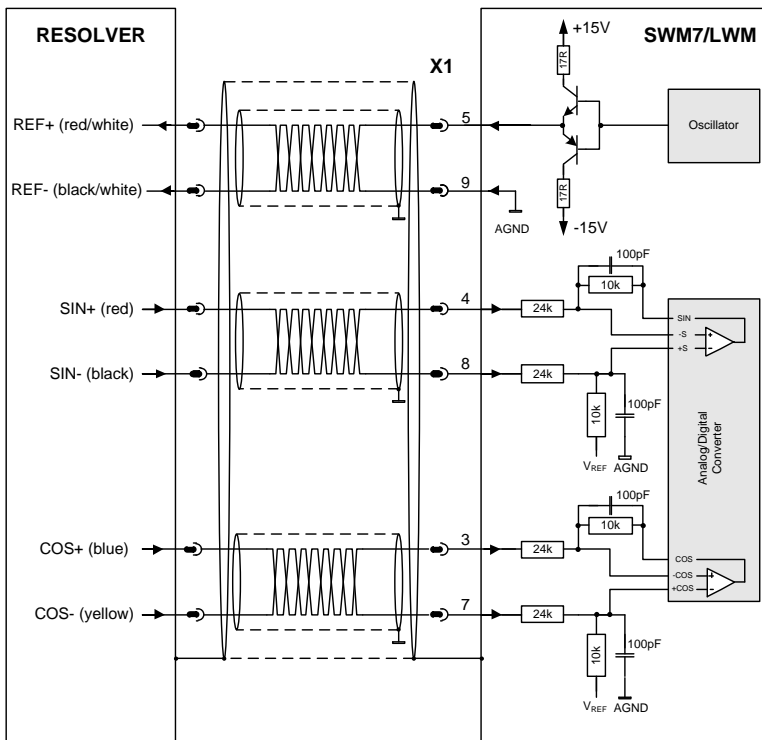 RESOLVER
X1
SWM7/LWM
+15V
17R
REF+ (red/white)
5
Oscillator
REF- (black/white)
9
AGND
17R
-15V
100pF
10k
SIN+ (red)
4
24k
SIN
-S
+
+S
−
SIN- (black)
8
24k
10k
100pF
VREF
AGND
Analog/Digital
Converter
100pF
10k
COS+ (blue)
3
24k
COS
-COS
+
+COS
−
COS- (yellow)
7
24k
10k
100pF
VREF
AGND